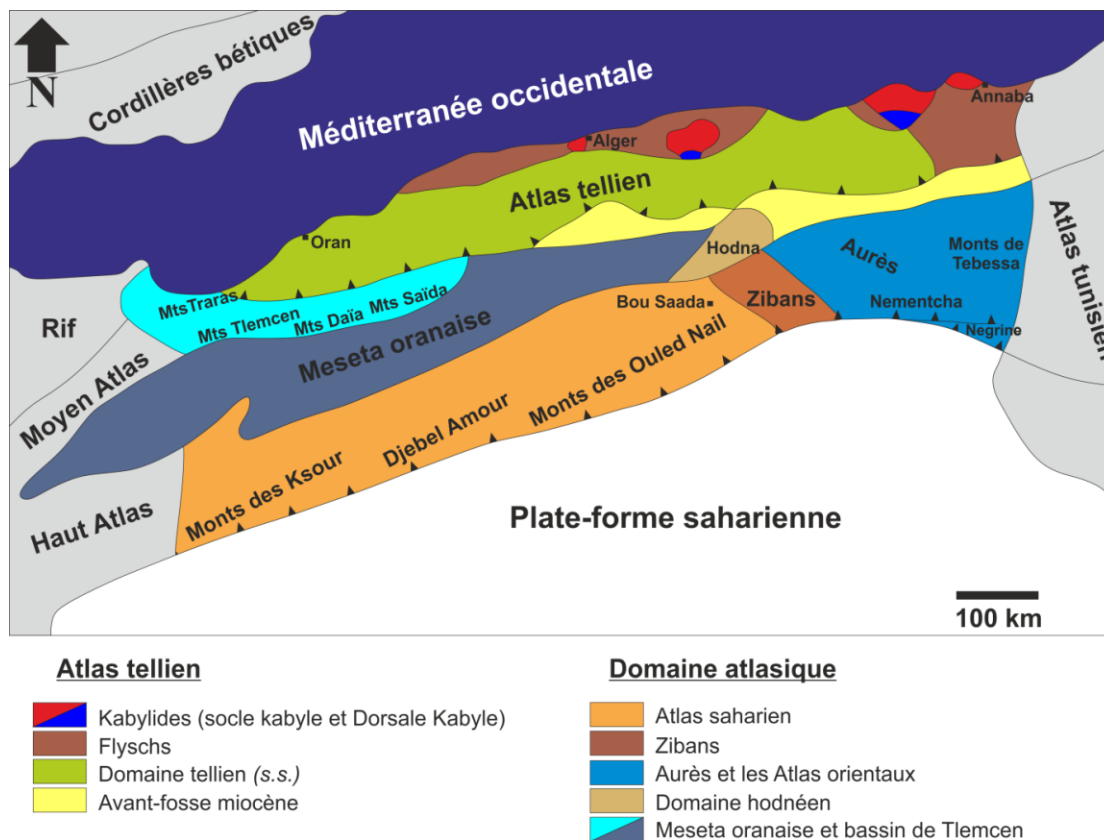 Cordillères bétiques
N
Méditerranée occidentale
Annaba
Alger
Atlas tellien
Oran
Hodna
Aurès
Monts de
Tebessa
MtsTraras
Mts Tlemcen
Mts Daïa
Mts Saïda
Rif
Bou Saada
Zibans
Nementcha
Negrine
Atlas tunisien
Meseta oranaise
Moyen Atlas
Monts des Ouled Nail
Djebel Amour
Monts des Ksour
Haut Atlas
Plate-forme saharienne
100 km
Atlas tellien
Kabylides (socle kabyle et Dorsale Kabyle)
Flyschs
Domaine tellien (s.s.)
Avant-fosse miocène
Domaine atlasique
Atlas saharien
Zibans
Aurès et les Atlas orientaux
Domaine hodnéen
Meseta oranaise et bassin de Tlemcen